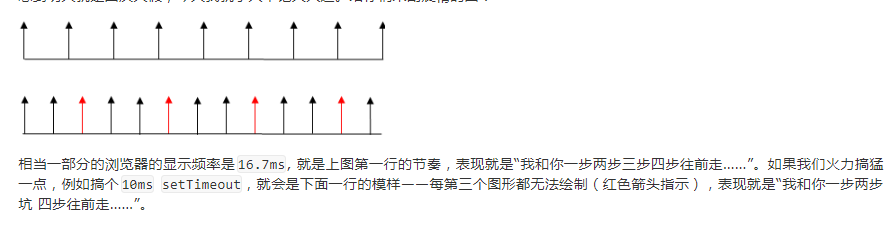 相当一部分的浏览器的显示频率是16.7ms, 就是上图第一行的节奏，表现就是“我和你一步两步三步四步往前走……”。如果我们火力搞猛
一点，例如搞个10ms setTimeout，就会是下面一行的模样——每第三个图形都无法绘制（红色箭头指示），表现就是“我和你一步两步
坑 四步往前走……”。